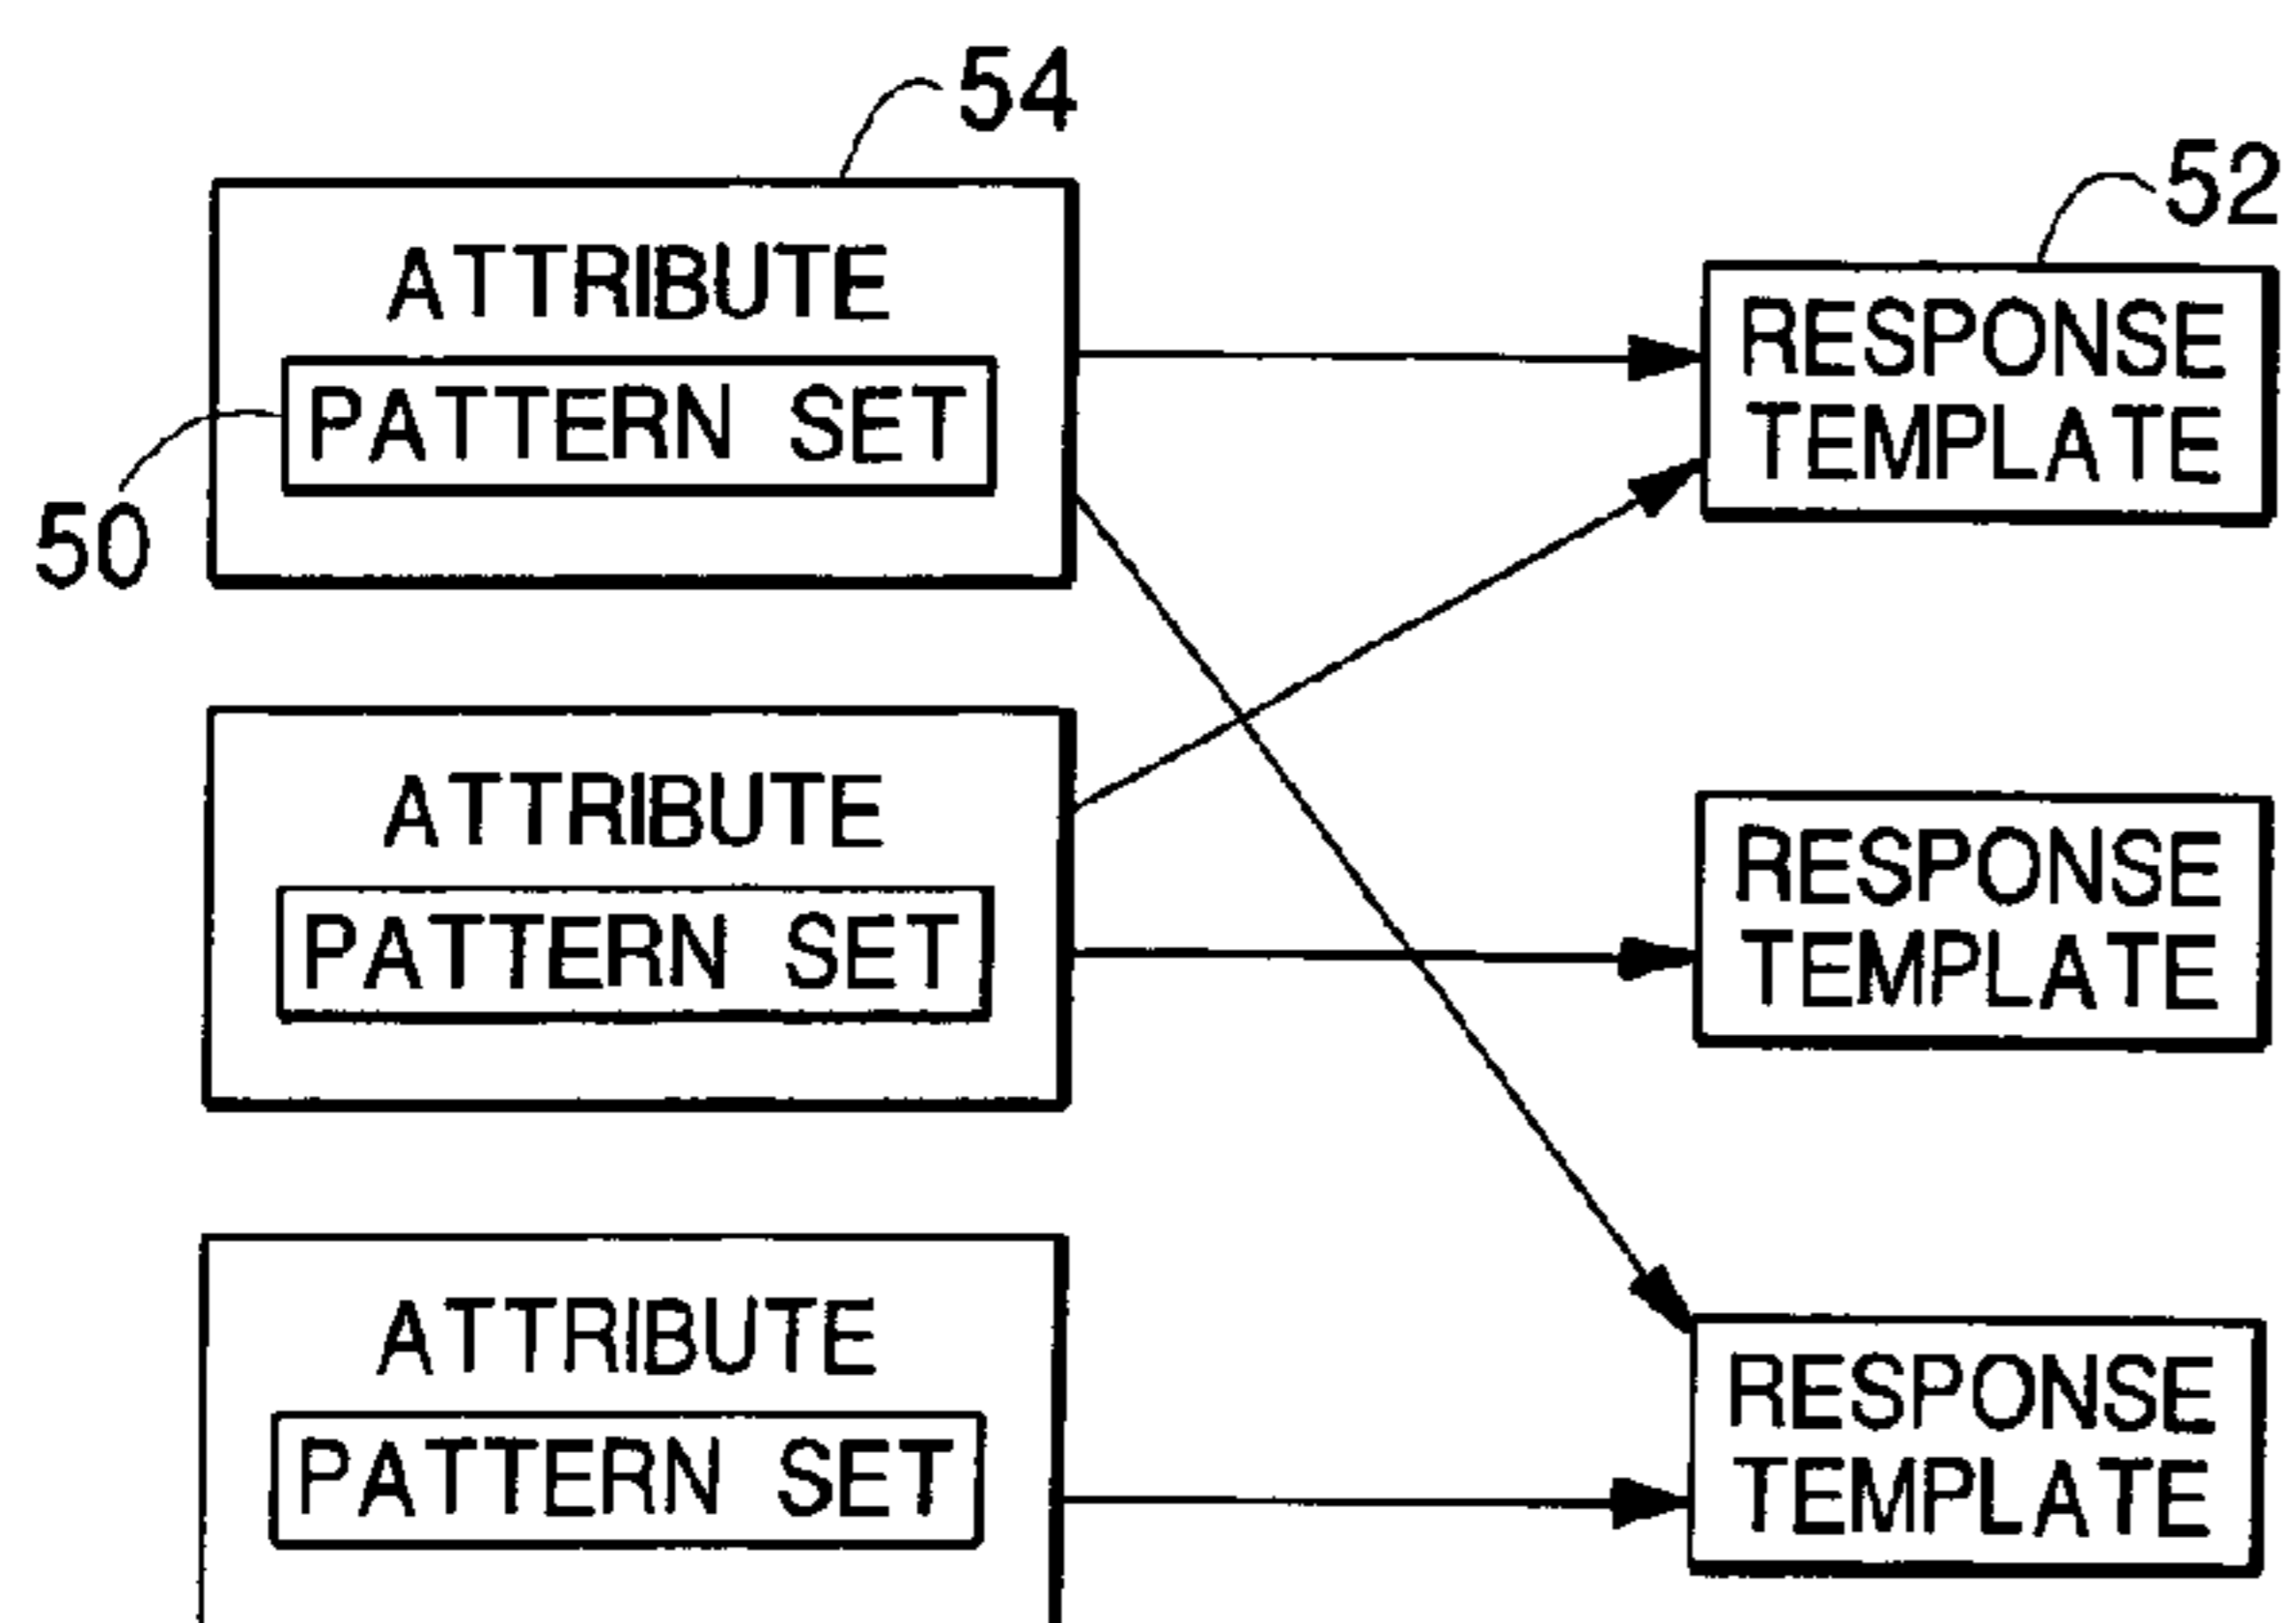 54
52
ATTRIBUTE
PATTERN SET
50
RESPONSE
TEMPLATE
ATTRIBUTE
PATTERN SET
RESPONSE
TEMPLATE
ATTRIBUTE
PATTERN SET
RESPONSE
TEMPLATE